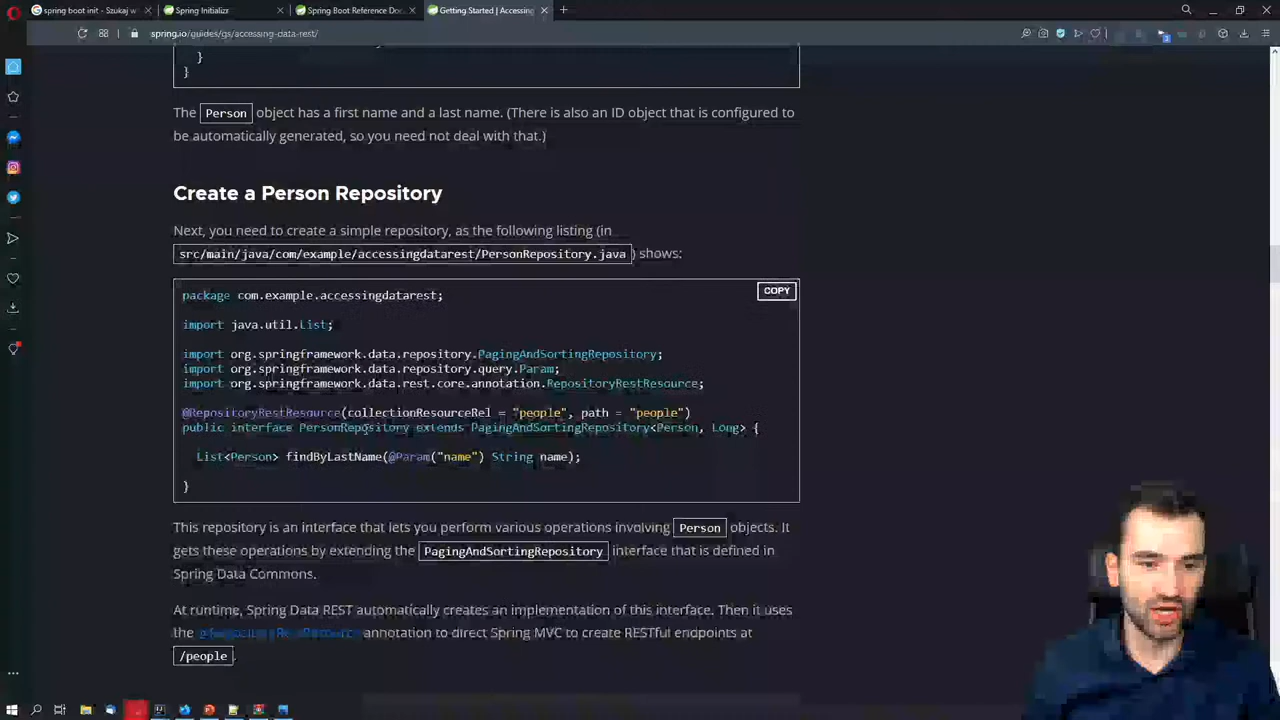 spring boot init - Szukaj w
Spring Initializr
Spring Boot Reference Doc
Getting Started | Accessing
spring.io/guides/gs/accessing-data-rest/
}
}
The Person object has a first name and a last name. (There is also an ID object that is configured to
be automatically generated, so you need not deal with that.)
Create a Person Repository
Next, you need to create a simple repository, as the following listing (in
src/main/java/com/example/accessingdatarest/PersonRepository.java ) shows:
COPY
package com.example.accessingdatarest;
import java.util.List;
import org.springframework.data.repository.PagingAndSortingRepository;
import org.springframework.data.repository.query.Param;
import org.springframework.data.rest.core.annotation.RepositoryRestResource;
@RepositoryRestResource(collectionResourceRel = "people", path = "people")
public interface PersonRepository extends PagingAndSortingRepository<Person, Long> {
List<Person> findByLastName(@Param("name") String name);
}
This repository is an interface that lets you perform various operations involving Person objects. It
gets these operations by extending the PagingAndSortingRepository interface that is defined in
Spring Data Commons.
At runtime, Spring Data REST automatically creates an implementation of this interface. Then it uses
the @RepositoryRestResource annotation to direct Spring MVC to create RESTful endpoints at
/people .